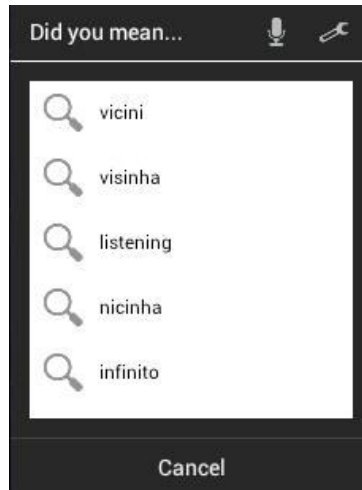 Did you mean...
vicini
visinha
listening
nicinha
infinito
Cancel